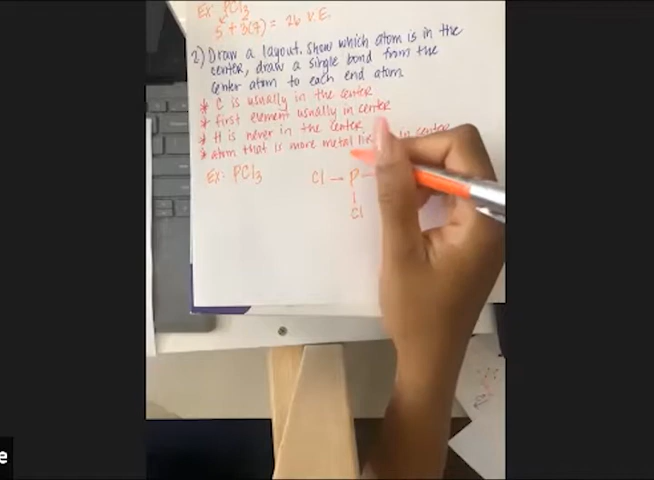 Ex: PCl3
5 + 3(7) = 26 V.E.
2) Draw a layout. Show which atom is in the
center, draw a single bond from the
center atom to each end atom.
* C is usually in the center
* first element usually in center
* H is never in the center
* atom that is more metal in center
Ex: PCl3
Cl – P –
|
Cl
e